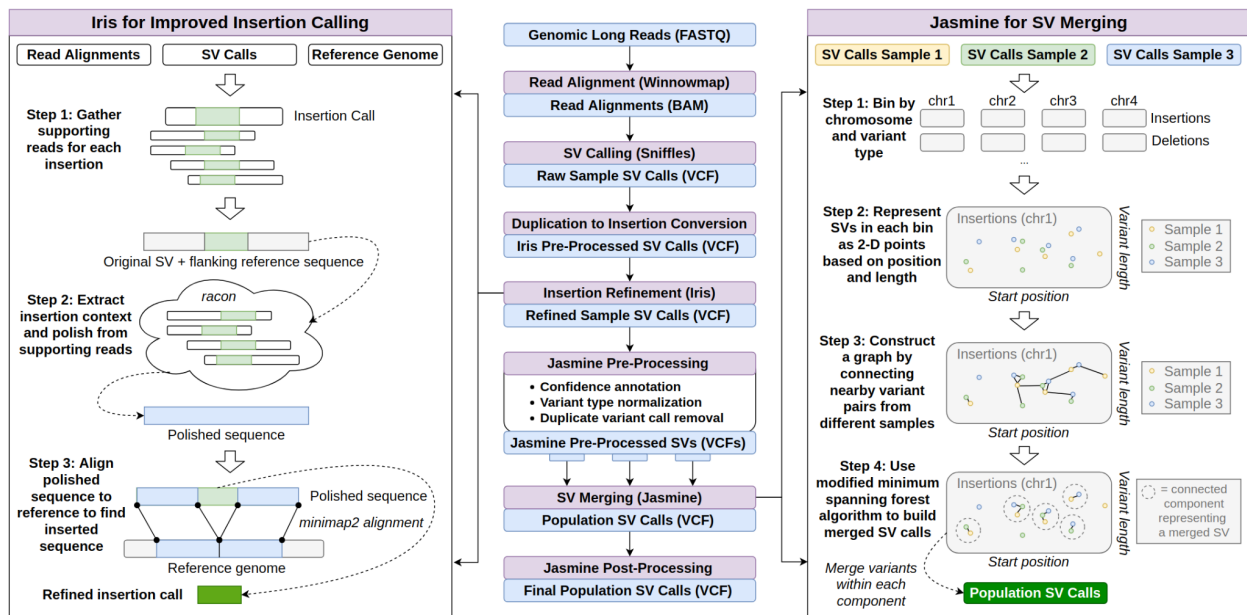 Iris for Improved Insertion Calling
Read Alignments
SV Calls
Reference Genome
Step 1: Gather
supporting
reads for each
insertion
Insertion Call
Original SV + flanking reference sequence
Step 2: Extract
insertion context
and polish from
supporting reads
racon
Polished sequence
Step 3: Align
polished
sequence to
reference to find
inserted
sequence
Polished sequence
minimap2 alignment
Reference genome
Refined insertion call
Genomic Long Reads (FASTQ)
Read Alignment (Winnowmap)
Read Alignments (BAM)
SV Calling (Sniffles)
Raw Sample SV Calls (VCF)
Duplication to Insertion Conversion
Iris Pre-Processed SV Calls (VCF)
Insertion Refinement (Iris)
Refined Sample SV Calls (VCF)
Jasmine Pre-Processing
• Confidence annotation
• Variant type normalization
• Duplicate variant call removal
Jasmine Pre-Processed SVs (VCFs)
SV Merging (Jasmine)
Population SV Calls (VCF)
Jasmine Post-Processing
Final Population SV Calls (VCF)
Jasmine for SV Merging
SV Calls Sample 1
SV Calls Sample 2
SV Calls Sample 3
Step 1: Bin by
chromosome
and variant
type
chr1
chr2
chr3
chr4
Insertions
Deletions
...
Step 2: Represent
SVs in each bin
as 2-D points
based on position
and length
Insertions (chr1)
Start position
Variant length
Sample 1
Sample 2
Sample 3
Step 3: Construct
a graph by
connecting
nearby variant
pairs from
different samples
Insertions (chr1)
Start position
Variant length
Sample 1
Sample 2
Sample 3
Step 4: Use
modified minimum
spanning forest
algorithm to build
merged SV calls
Insertions (chr1)
Start position
Variant length
= connected
component
representing
a merged SV
Merge variants
within each
component
Population SV Calls